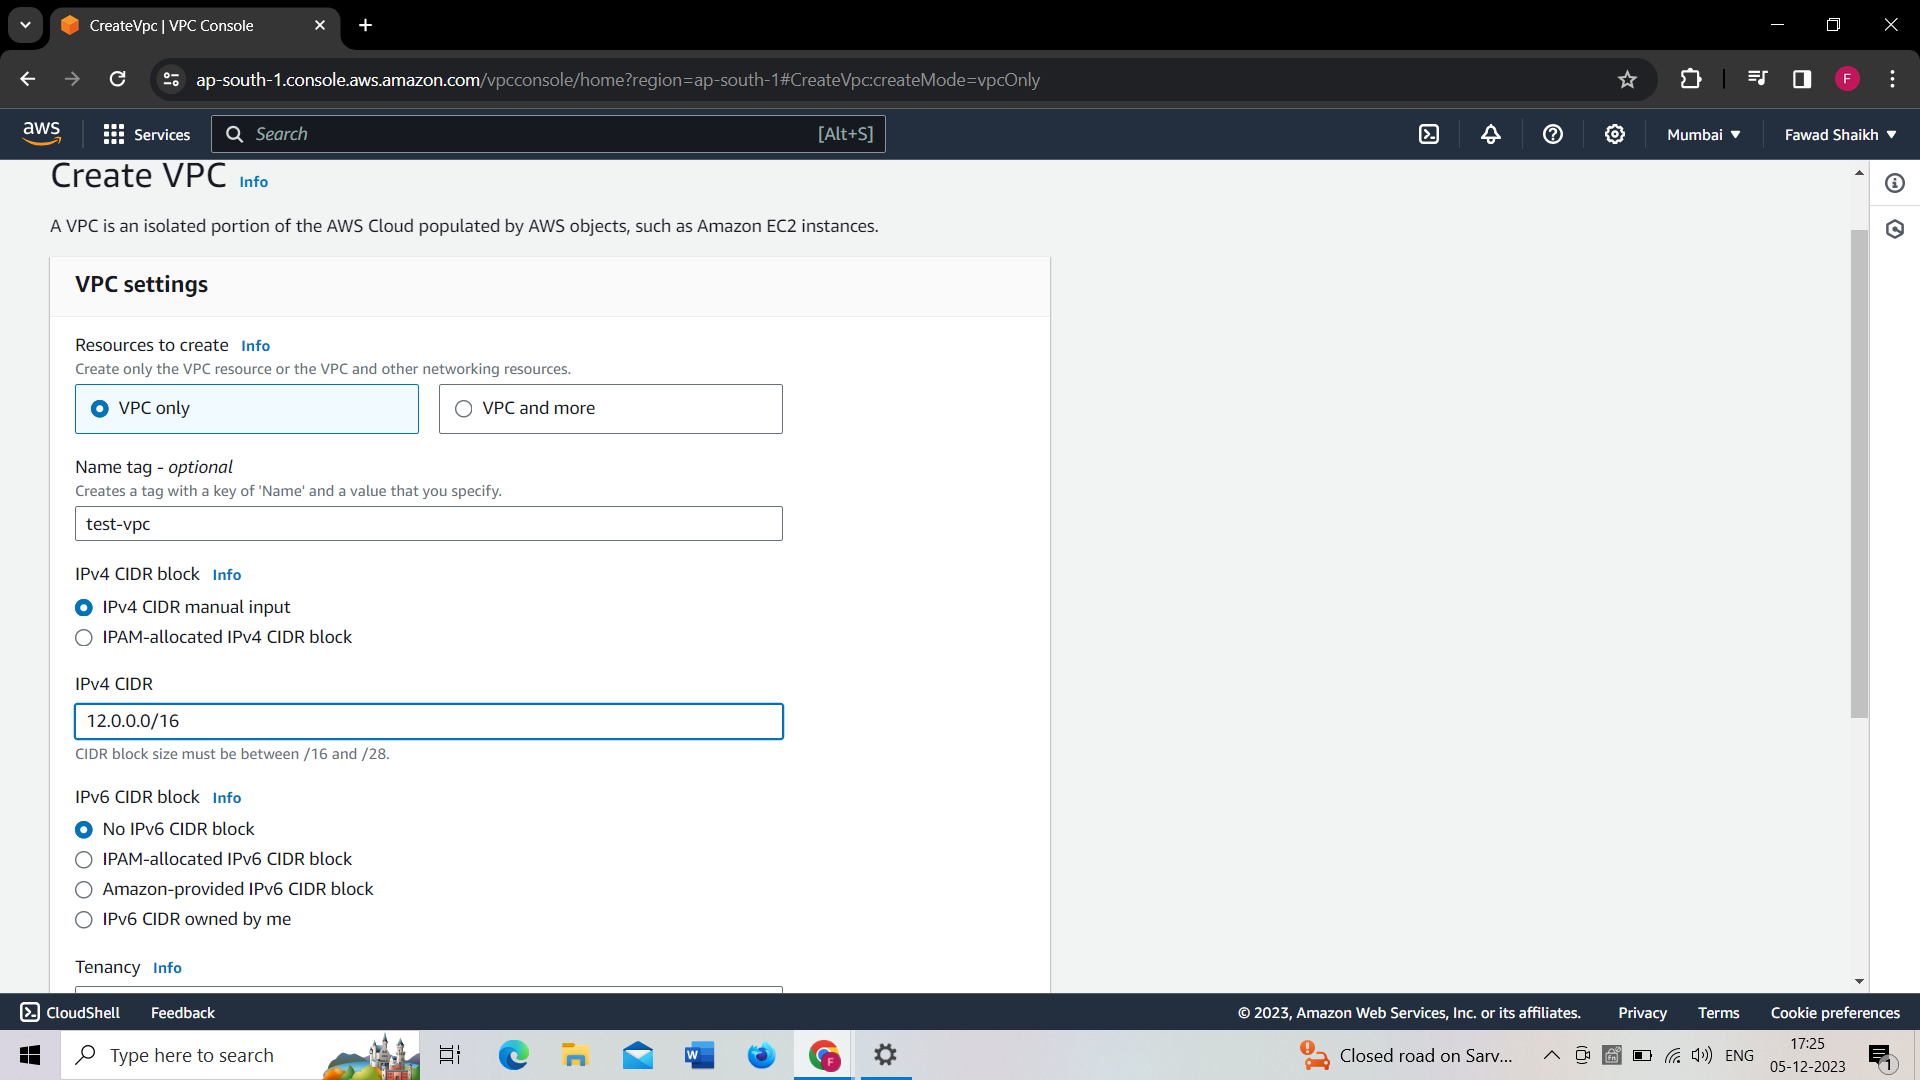 CreateVpc | VPC Console
ap-south-1.console.aws.amazon.com/vpcconsole/home?region=ap-south-1#CreateVpc:createMode=vpcOnly
F
aws
Services
Search
[Alt+S]
Mumbai
Fawad Shaikh
Create VPC Info
A VPC is an isolated portion of the AWS Cloud populated by AWS objects, such as Amazon EC2 instances.
VPC settings
Resources to create Info
Create only the VPC resource or the VPC and other networking resources.
VPC only
VPC and more
Name tag - optional
Creates a tag with a key of 'Name' and a value that you specify.
test-vpc
IPv4 CIDR block Info
IPv4 CIDR manual input
IPAM-allocated IPv4 CIDR block
IPv4 CIDR
12.0.0.0/16
CIDR block size must be between /16 and /28.
IPv6 CIDR block Info
No IPv6 CIDR block
IPAM-allocated IPv6 CIDR block
Amazon-provided IPv6 CIDR block
IPv6 CIDR owned by me
Tenancy Info
CloudShell
Feedback
© 2023, Amazon Web Services, Inc. or its affiliates.
Privacy
Terms
Cookie preferences
Type here to search
W
F
Closed road on Sarv...
ENG
17:25
05-12-2023
1